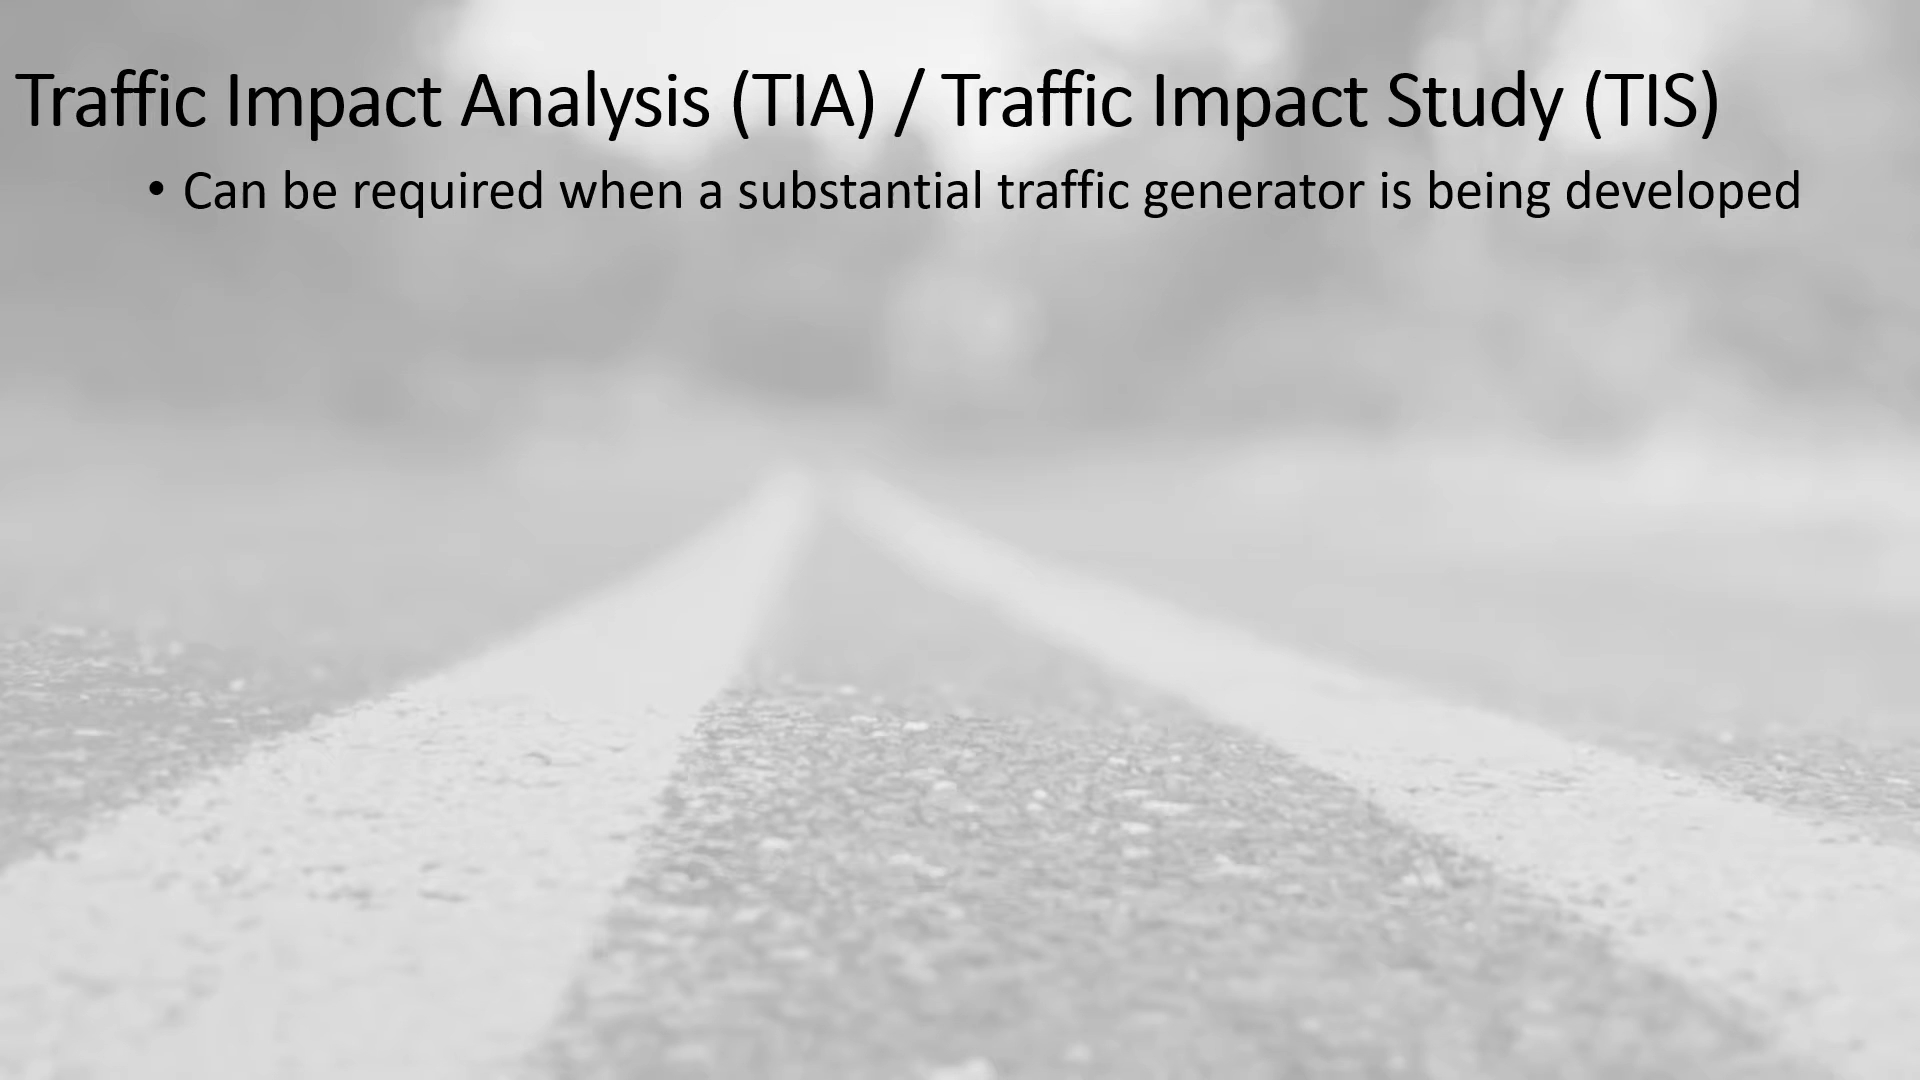 Traffic Impact Analysis (TIA) / Traffic Impact Study (TIS)
• Can be required when a substantial traffic generator is being developed